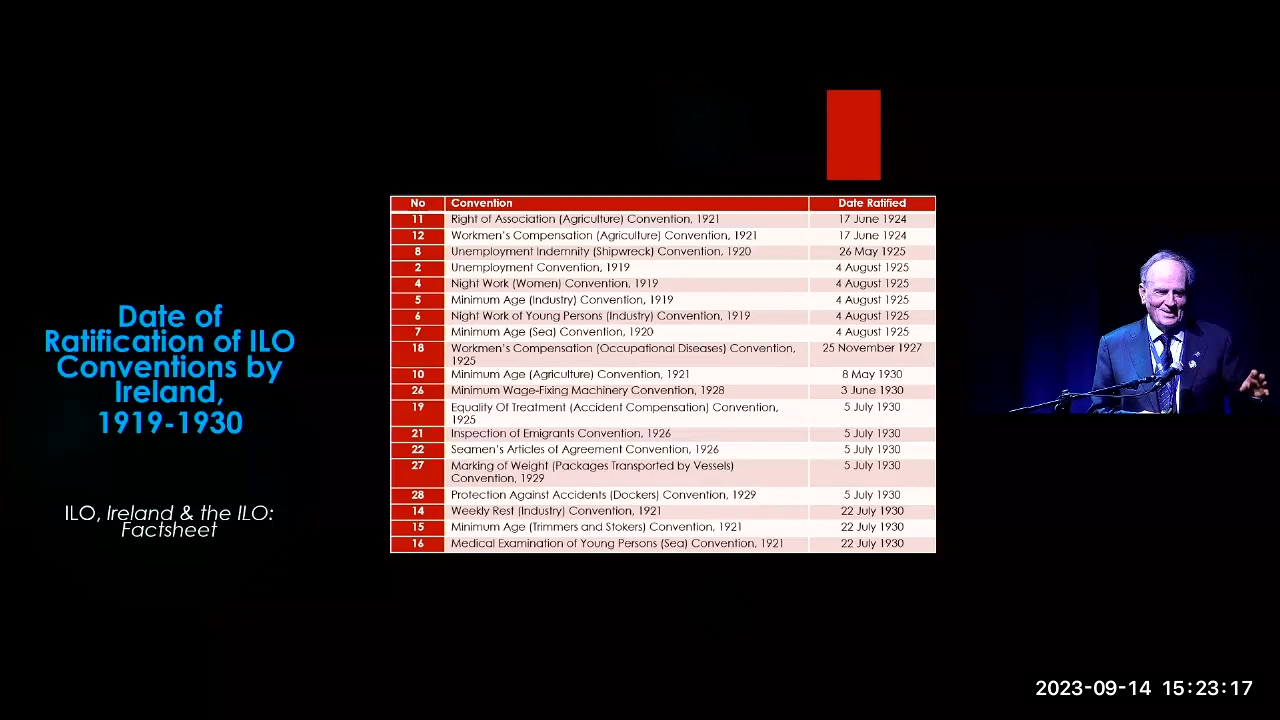 Date of
Ratification of ILO
Conventions by
Ireland,
1919-1930
ILO, Ireland & the ILO:
Factsheet
No Convention Date Ratified
11 Right of Association (Agriculture) Convention, 1921 17 June 1924
12 Workmen's Compensation (Agriculture) Convention, 1921 17 June 1924
8 Unemployment Indemnity (Shipwreck) Convention, 1920 26 May 1925
2 Unemployment Convention, 1919 4 August 1925
4 Night Work (Women) Convention, 1919 4 August 1925
5 Minimum Age (Industry) Convention, 1919 4 August 1925
6 Night Work of Young Persons (Industry) Convention, 1919 4 August 1925
7 Minimum Age (Sea) Convention, 1920 4 August 1925
18 Workmen's Compensation (Occupational Diseases) Convention, 25 November 1927
1925
10 Minimum Age (Agriculture) Convention, 1921 8 May 1930
26 Minimum Wage-Fixing Machinery Convention, 1928 3 June 1930
19 Equality Of Treatment (Accident Compensation) Convention, 5 July 1930
1925
21 Inspection of Emigrants Convention, 1926 5 July 1930
22 Seamen's Articles of Agreement Convention, 1926 5 July 1930
27 Marking of Weight (Packages Transported by Vessels) 5 July 1930
Convention, 1929
28 Protection Against Accidents (Dockers) Convention, 1929 5 July 1930
14 Weekly Rest (Industry) Convention, 1921 22 July 1930
15 Minimum Age (Trimmers and Stokers) Convention, 1921 22 July 1930
16 Medical Examination of Young Persons (Sea) Convention, 1921 22 July 1930
2023-09-14 15:23:17